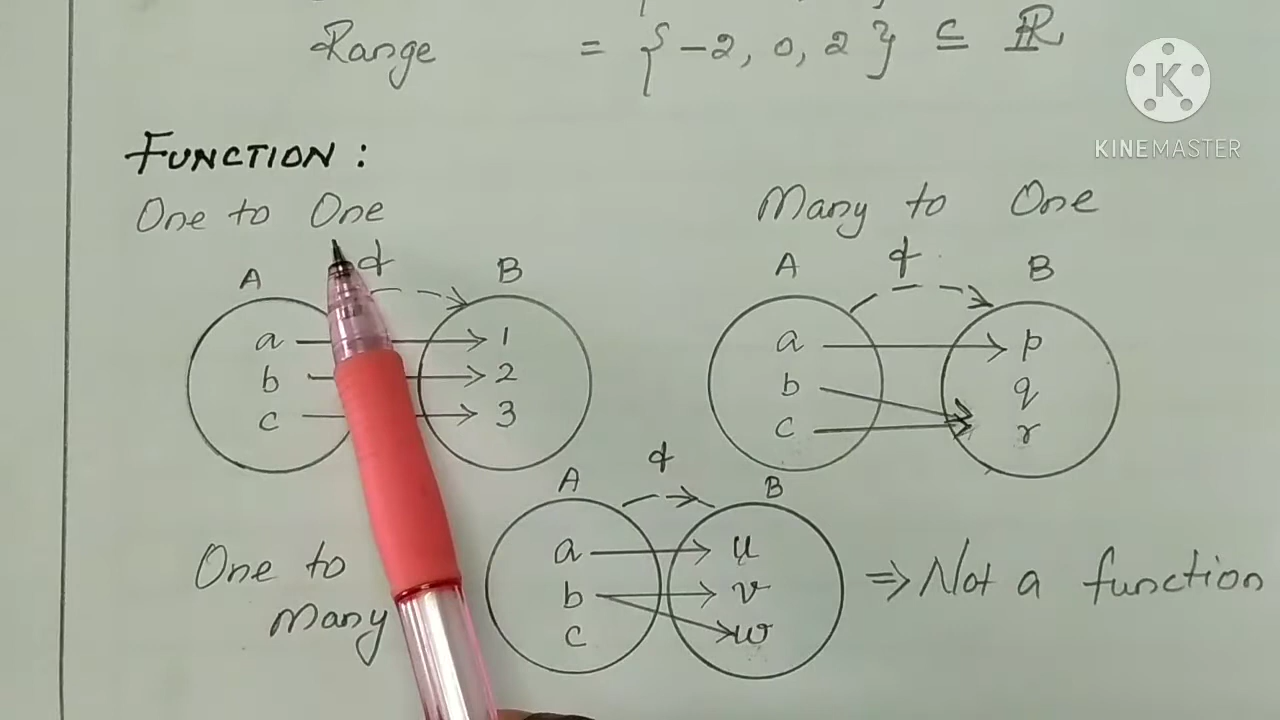 Range = {-2, 0, 2} ⊆ ℝ
K
KINEMASTER
FUNCTION :
One to One
Many to One
A f B
A f B
a 1
b 2
c 3
a p
b q
c r
A f B
One to
many
a u
b v
c w
⇒ Not a function